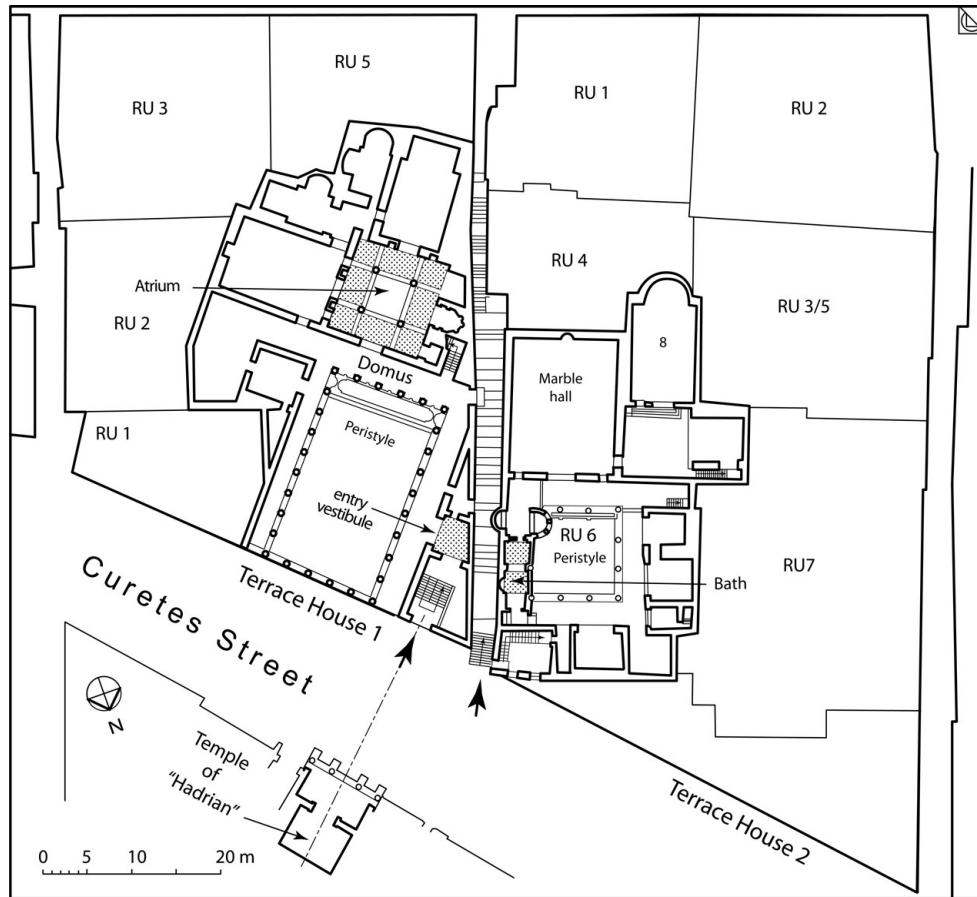 RU 5
RU 3
RU 1
RU 2
RU 4
Atrium
RU 2
RU 3/5
8
Marble
hall
Domus
RU 1
Peristyle
entry
vestibule
RU 6
Peristyle
RU7
Bath
Terrace House 1
Curetes Street
N
Temple
of
"Hadrian"
Terrace House 2
0 5 10 20 m